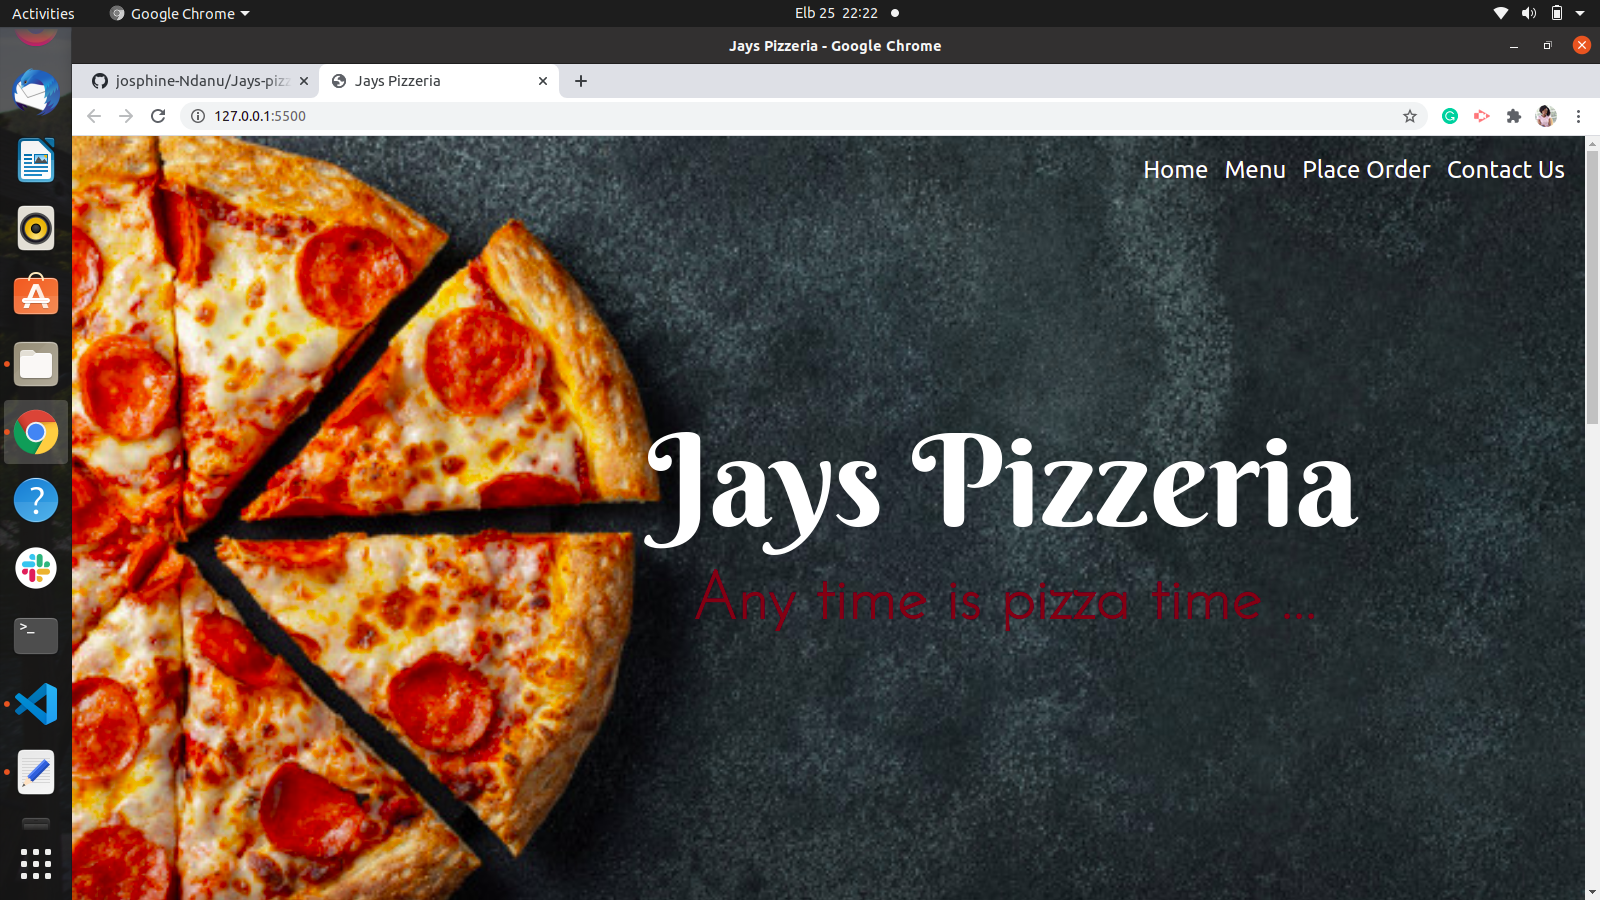 Activities
Google Chrome
Elb 25 22:22
Jays Pizzeria - Google Chrome
josphine-Ndanu/Jays-pizz
Jays Pizzeria
127.0.0.1:5500
Home Menu Place Order Contact Us
Jays Pizzeria
Any time is pizza time ...